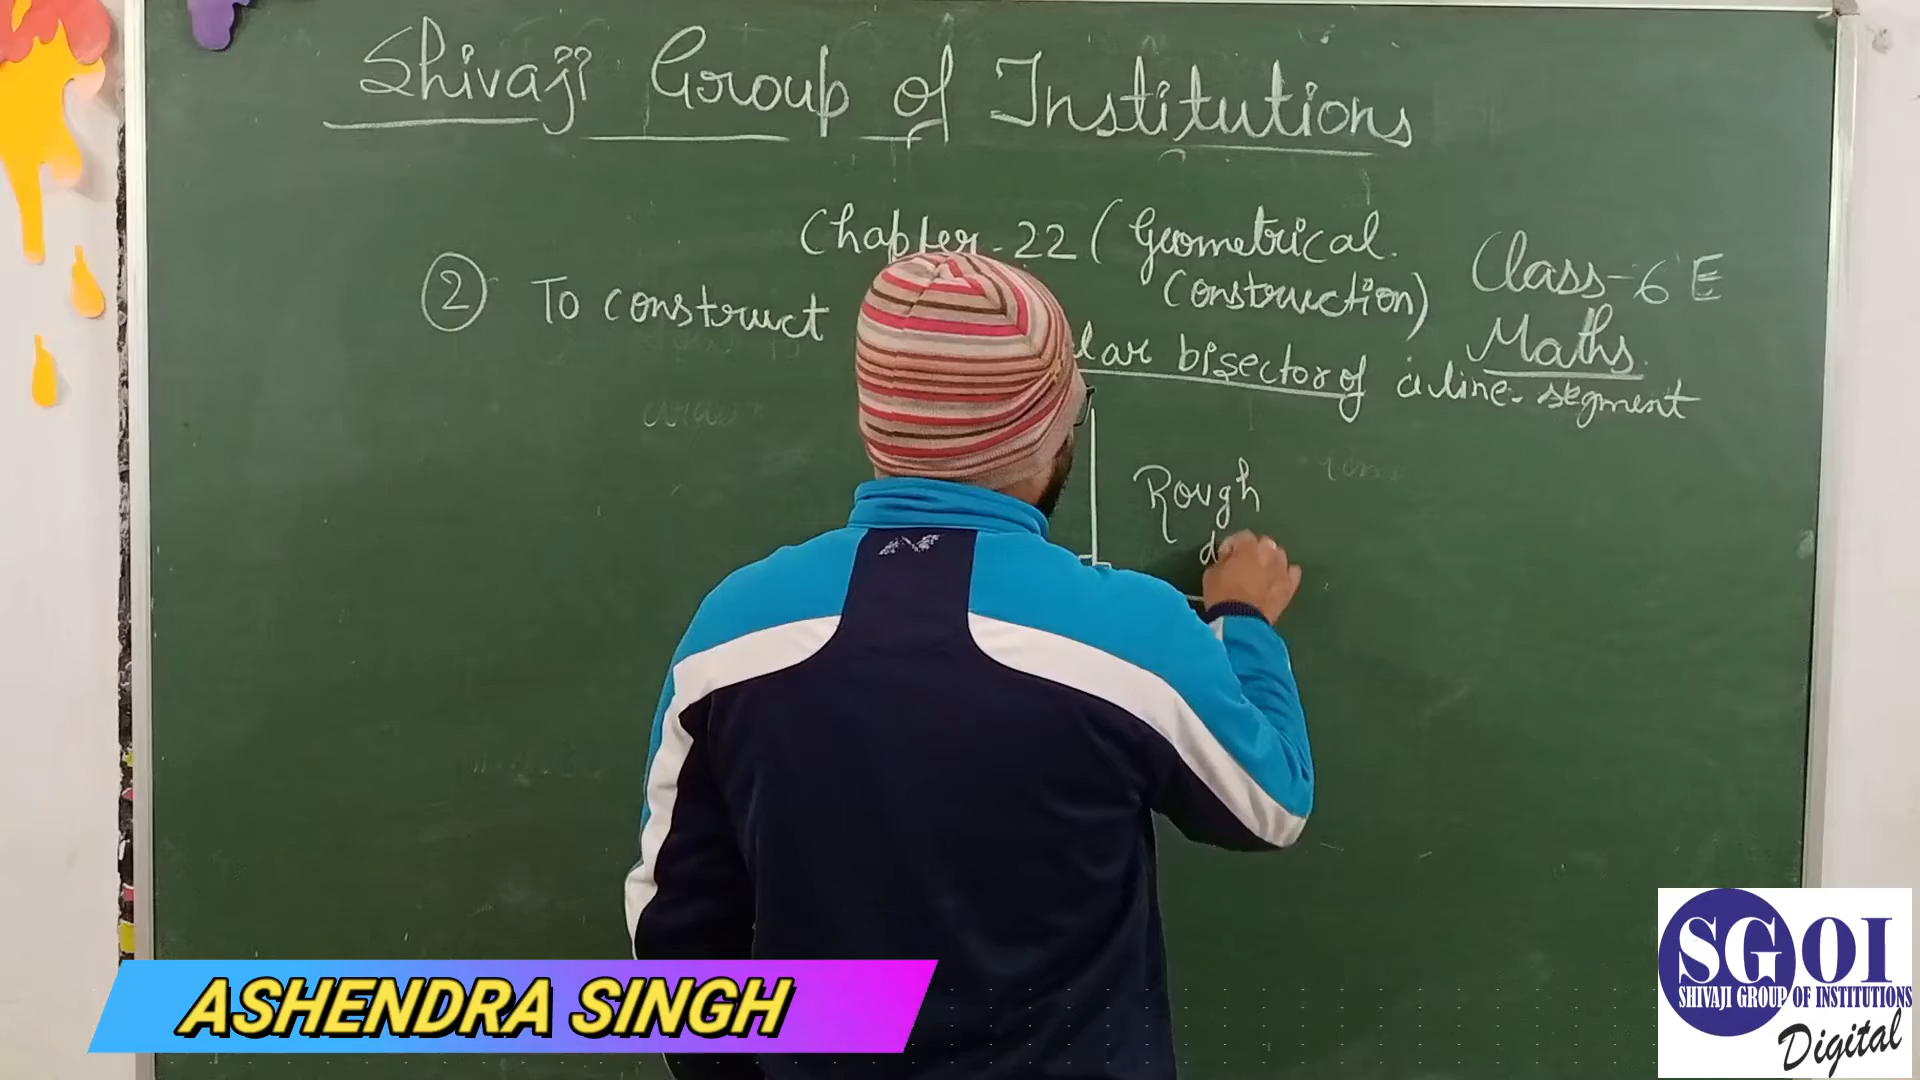 Shivaji Group of Institutions
Chapter-22 (Geometrical
Construction)
Class-6 E
Maths
② To construct lar bisector of a line-segment
Rough
d
ASHENDRA SINGH
SGOI
SHIVAJI GROUP OF INSTITUTIONS
Digital